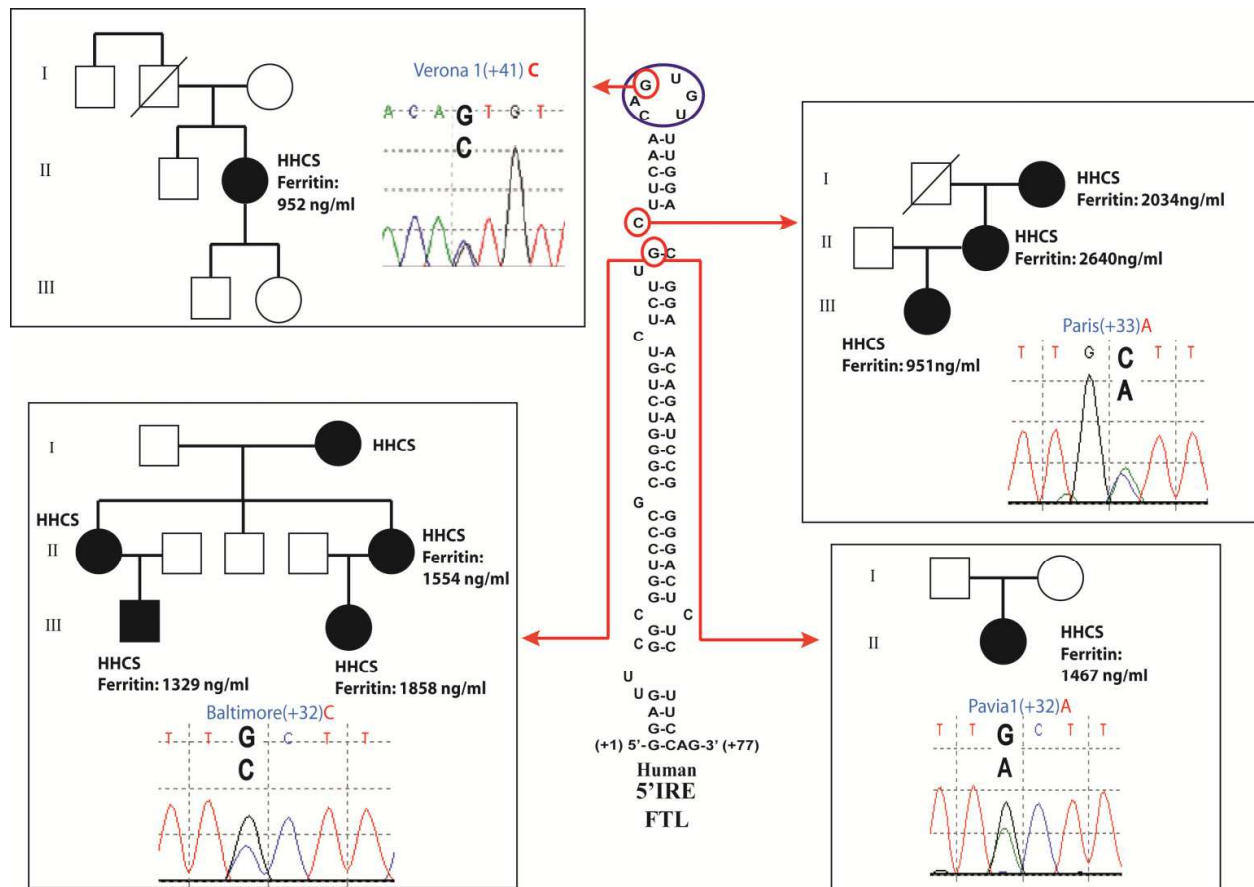 I
II
III
HHCS
Ferritin:
952 ng/ml
Verona 1(+41) C
A C A G T G T
C
G U
A G
C U
A-U
A-U
C-G
U-G
U-A
C
G-C
U
U-G
C-G
U-A
C
U-A
G-C
U-A
C-G
U-A
G-U
G-C
G-C
C-G
G
C-G
C-G
C-G
U-A
G-C
G-U
C C
G-U
C G-C
U
U G-U
A-U
(+1) 5'-G-CAG-3' (+77)
Human
5'IRE
FTL
I
II
III
HHCS
Ferritin: 2034ng/ml
HHCS
Ferritin: 2640ng/ml
HHCS
Ferritin: 951ng/ml
Paris(+33)A
T T G C T T
A
I
II
III
HHCS
HHCS
HHCS
Ferritin:
1554 ng/ml
HHCS
Ferritin: 1329 ng/ml
HHCS
Ferritin: 1858 ng/ml
Baltimore(+32)C
T T G C T T
C
I
II
HHCS
Ferritin:
1467 ng/ml
Pavia1(+32)A
T T G C T T
A